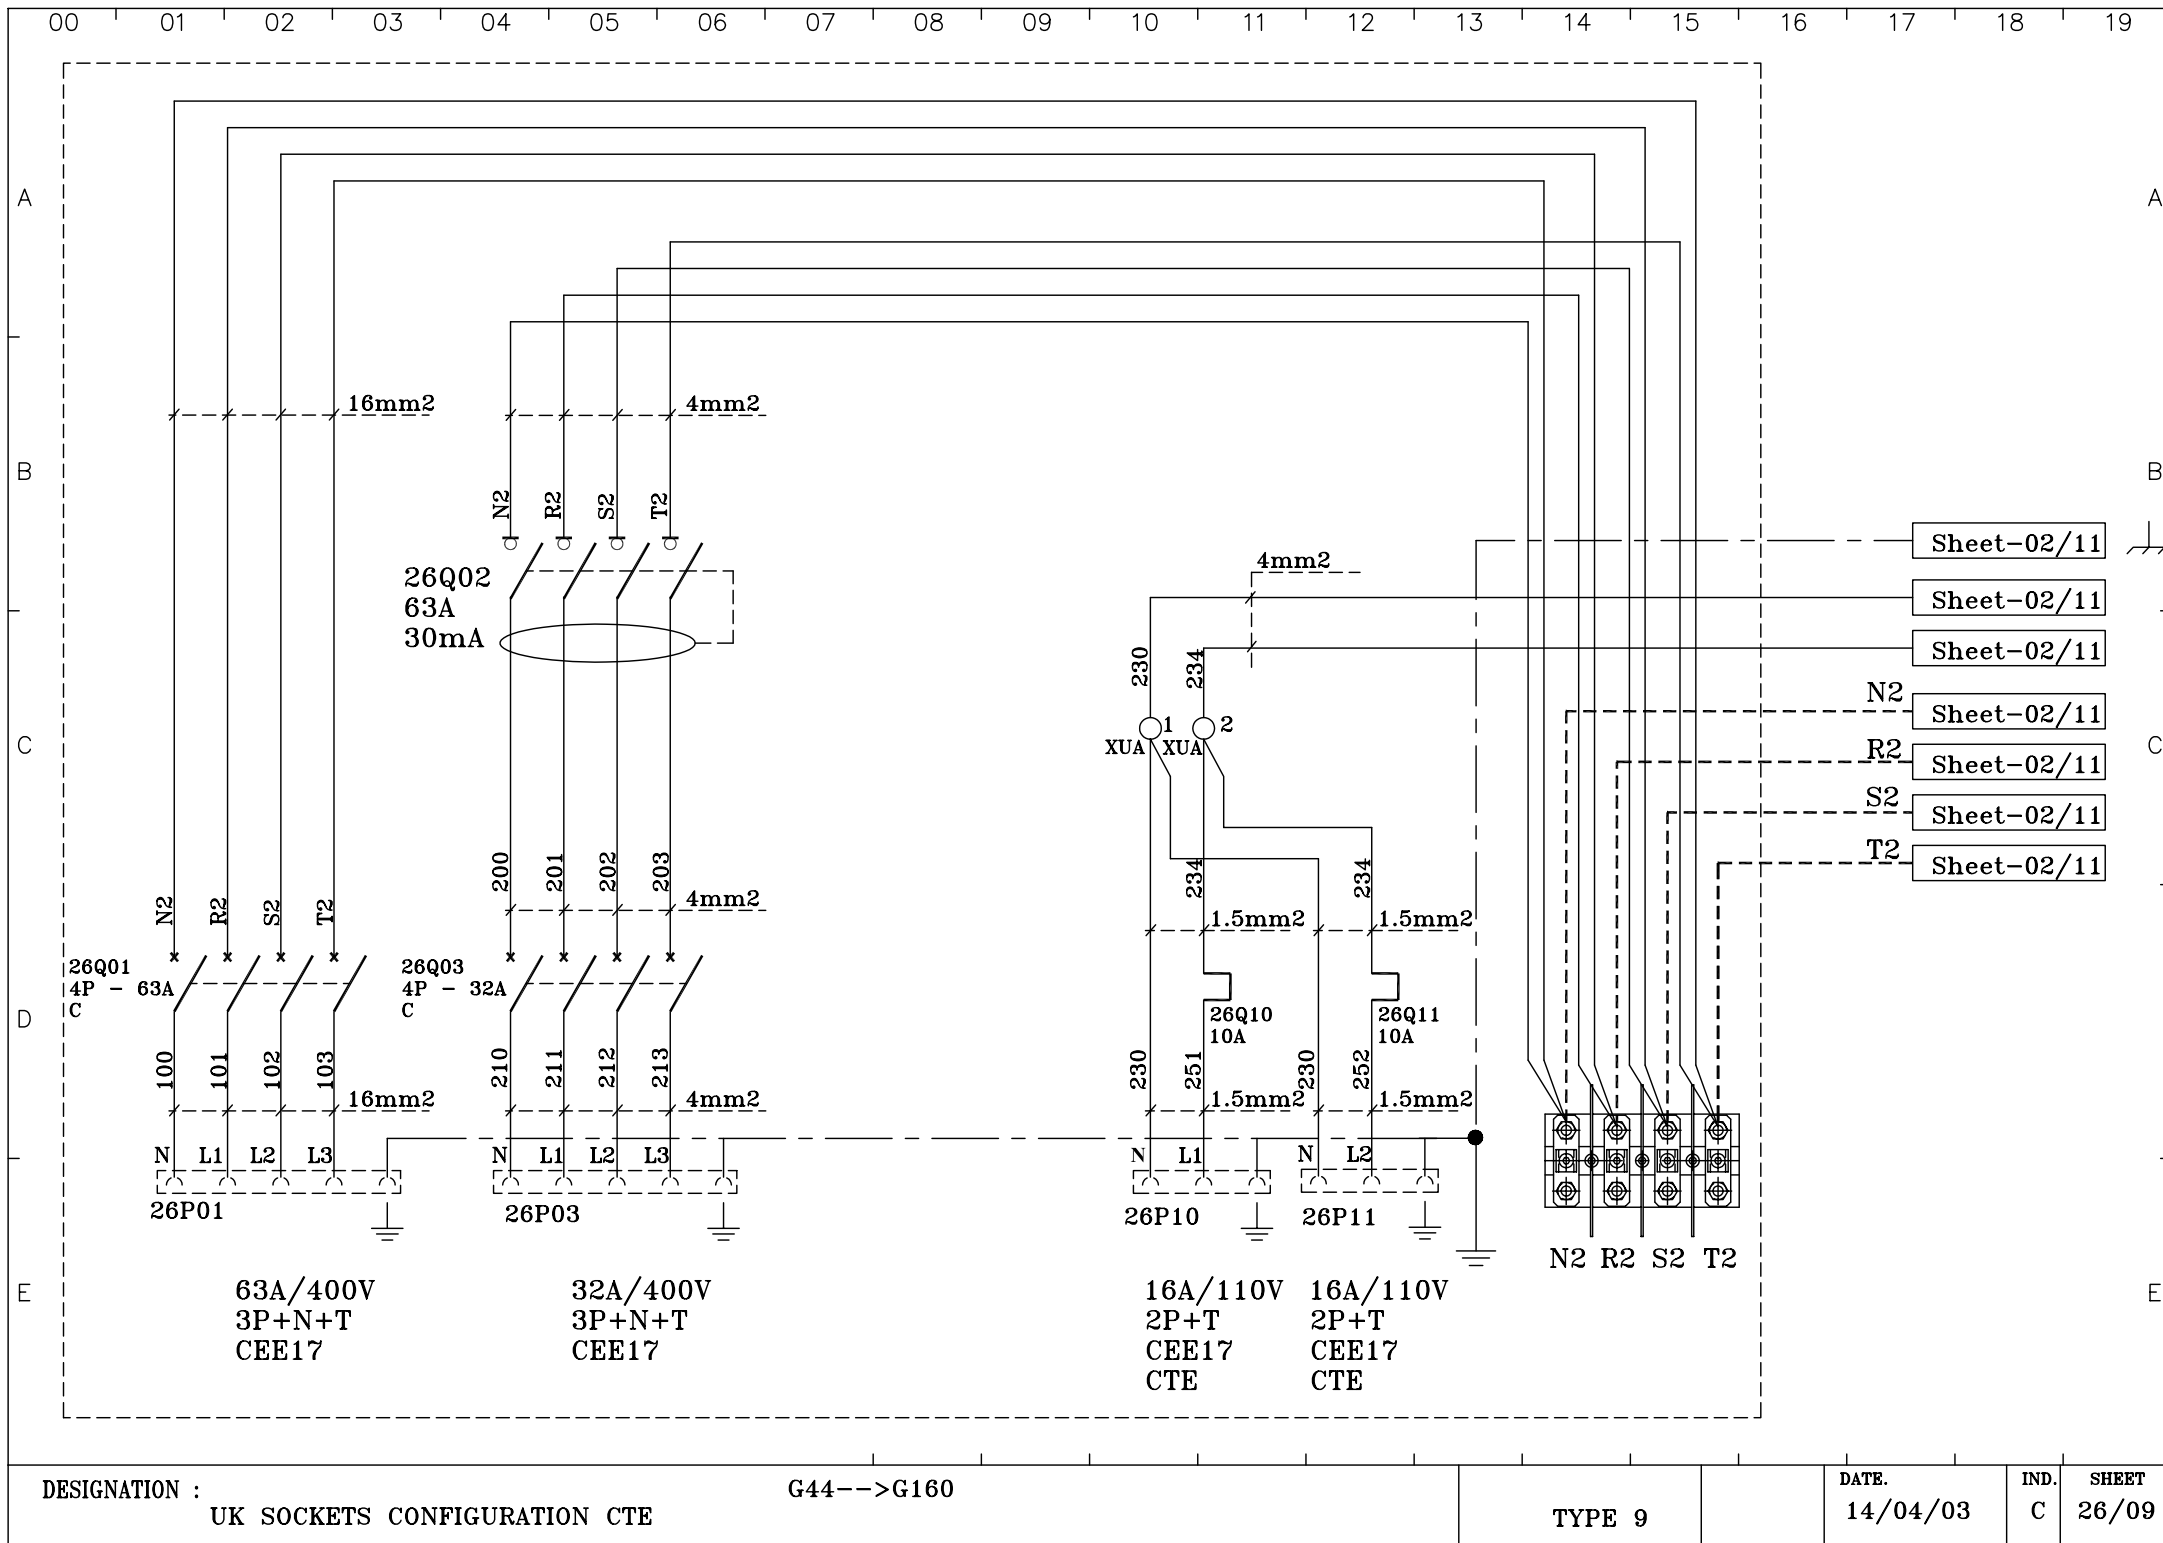 00 01 02 03 04 05 06 07 08 09 10 11 12 13 14 15 16 17 18 19
A A
16mm2 4mm2
B B
N2 R2 S2 T2
26Q02
63A
30mA
4mm2
Sheet-02/11
Sheet-02/11
Sheet-02/11
230 234
1 2
XUA XUA
N2 Sheet-02/11
R2 Sheet-02/11
S2 Sheet-02/11
T2 Sheet-02/11
C C
200 201 202 203
4mm2
234 234
1.5mm2 1.5mm2
N2 R2 S2 T2
26Q01
4P - 63A
C
26Q03
4P - 32A
C
26Q10
10A
26Q11
10A
D
100 101 102 103
16mm2
210 211 212 213
4mm2
230 251 230 252
1.5mm2 1.5mm2
N L1 L2 L3
N L1 L2 L3
N L1
N L2
26P01
26P03
26P10
26P11
N2 R2 S2 T2
E E
63A/400V
3P+N+T
CEE17
32A/400V
3P+N+T
CEE17
16A/110V
2P+T
CEE17
CTE
16A/110V
2P+T
CEE17
CTE
DESIGNATION :
UK SOCKETS CONFIGURATION CTE
G44-->G160
TYPE 9
DATE.
14/04/03
IND.
C
SHEET
26/09